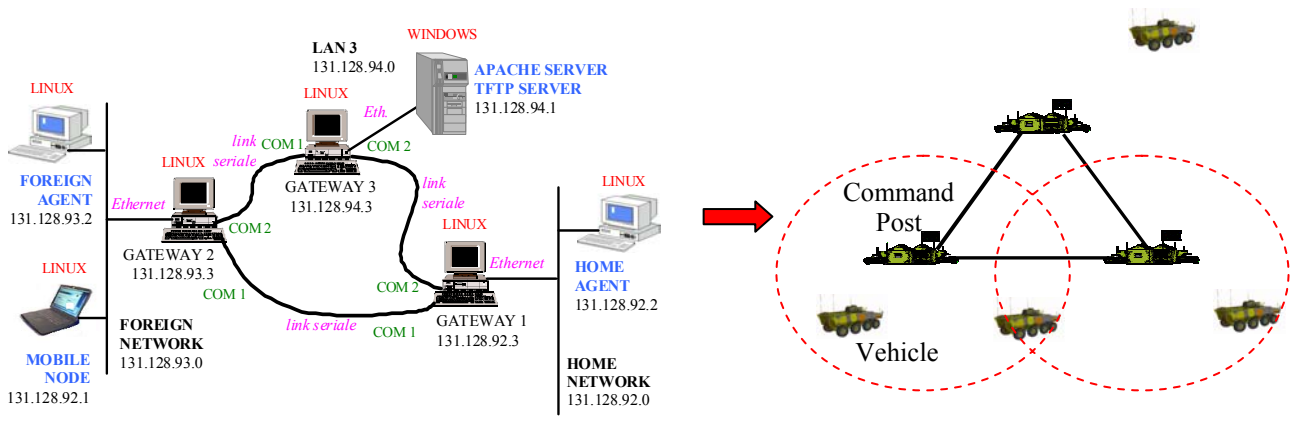 WINDOWS
LAN 3
131.128.94.0
APACHE SERVER
TFTP SERVER
131.128.94.1
LINUX
LINUX
Eth.
link
seriale
COM 1
COM 2
GATEWAY 3
131.128.94.3
LINUX
FOREIGN
AGENT
131.128.93.2
Ethernet
COM 2
GATEWAY 2
131.128.93.3
link
seriale
LINUX
LINUX
Ethernet
HOME
AGENT
131.128.92.2
LINUX
COM 1
COM 2
link seriale
COM 1
GATEWAY 1
131.128.92.3
FOREIGN
NETWORK
131.128.93.0
MOBILE
NODE
131.128.92.1
HOME
NETWORK
131.128.92.0
Command
Post
Vehicle